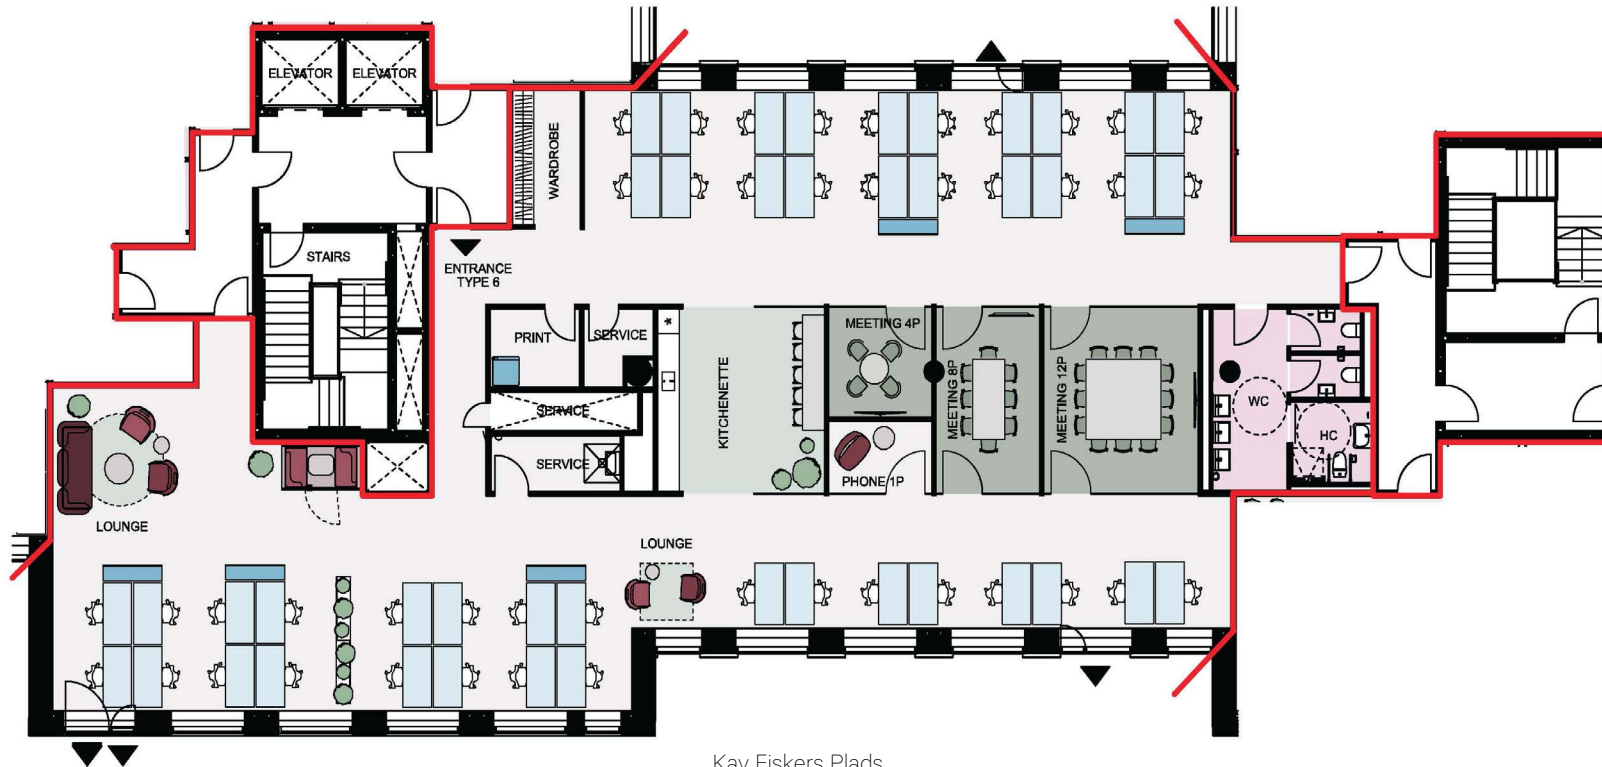 ELEVATOR
ELEVATOR
WARDROBE
STAIRS
ENTRANCE
TYPE 6
PRINT
SERVICE
SERVICE
SERVICE
KITCHENETTE
MEETING 4P
PHONE 1P
MEETING 8P
MEETING 12P
WC
HC
LOUNGE
LOUNGE
Kay Fiskers Plads